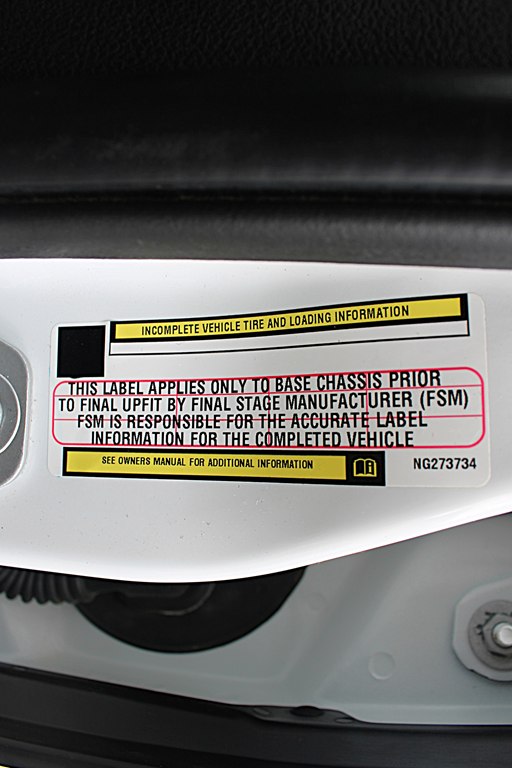 INCOMPLETE VEHICLE TIRE AND LOADING INFORMATION
THIS LABEL APPLIES ONLY TO BASE CHASSIS PRIOR
TO FINAL UPFIT BY FINAL STAGE MANUFACTURER (FSM)
FSM IS RESPONSIBLE FOR THE ACCURATE LABEL
INFORMATION FOR THE COMPLETED VEHICLE
SEE OWNERS MANUAL FOR ADDITIONAL INFORMATION
NG273734